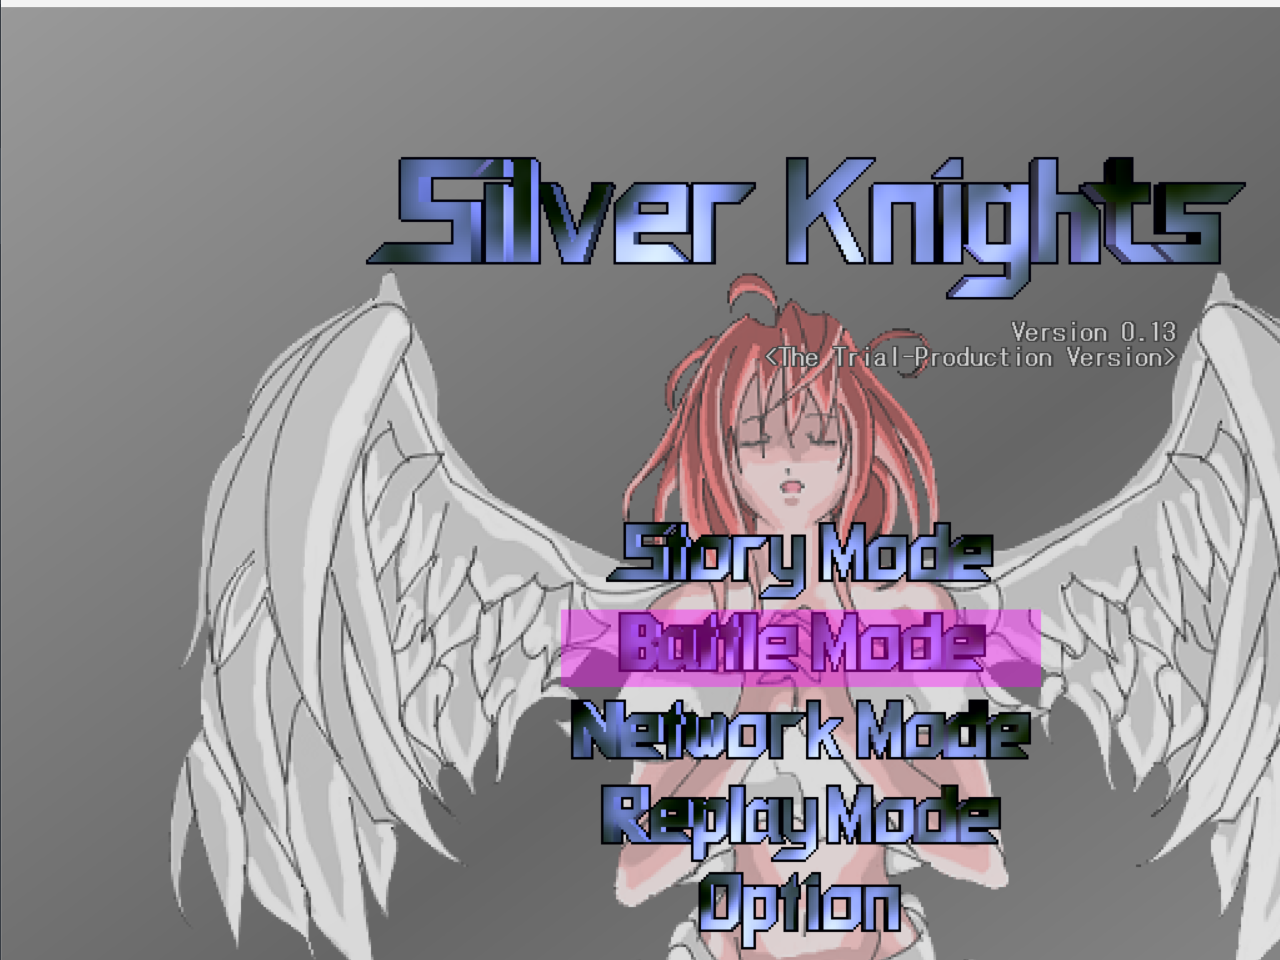 Silver Knights
Version 0.13
<The Trial-Production Version>
Story Mode
Battle Mode
Network Mode
Replay Mode
Option